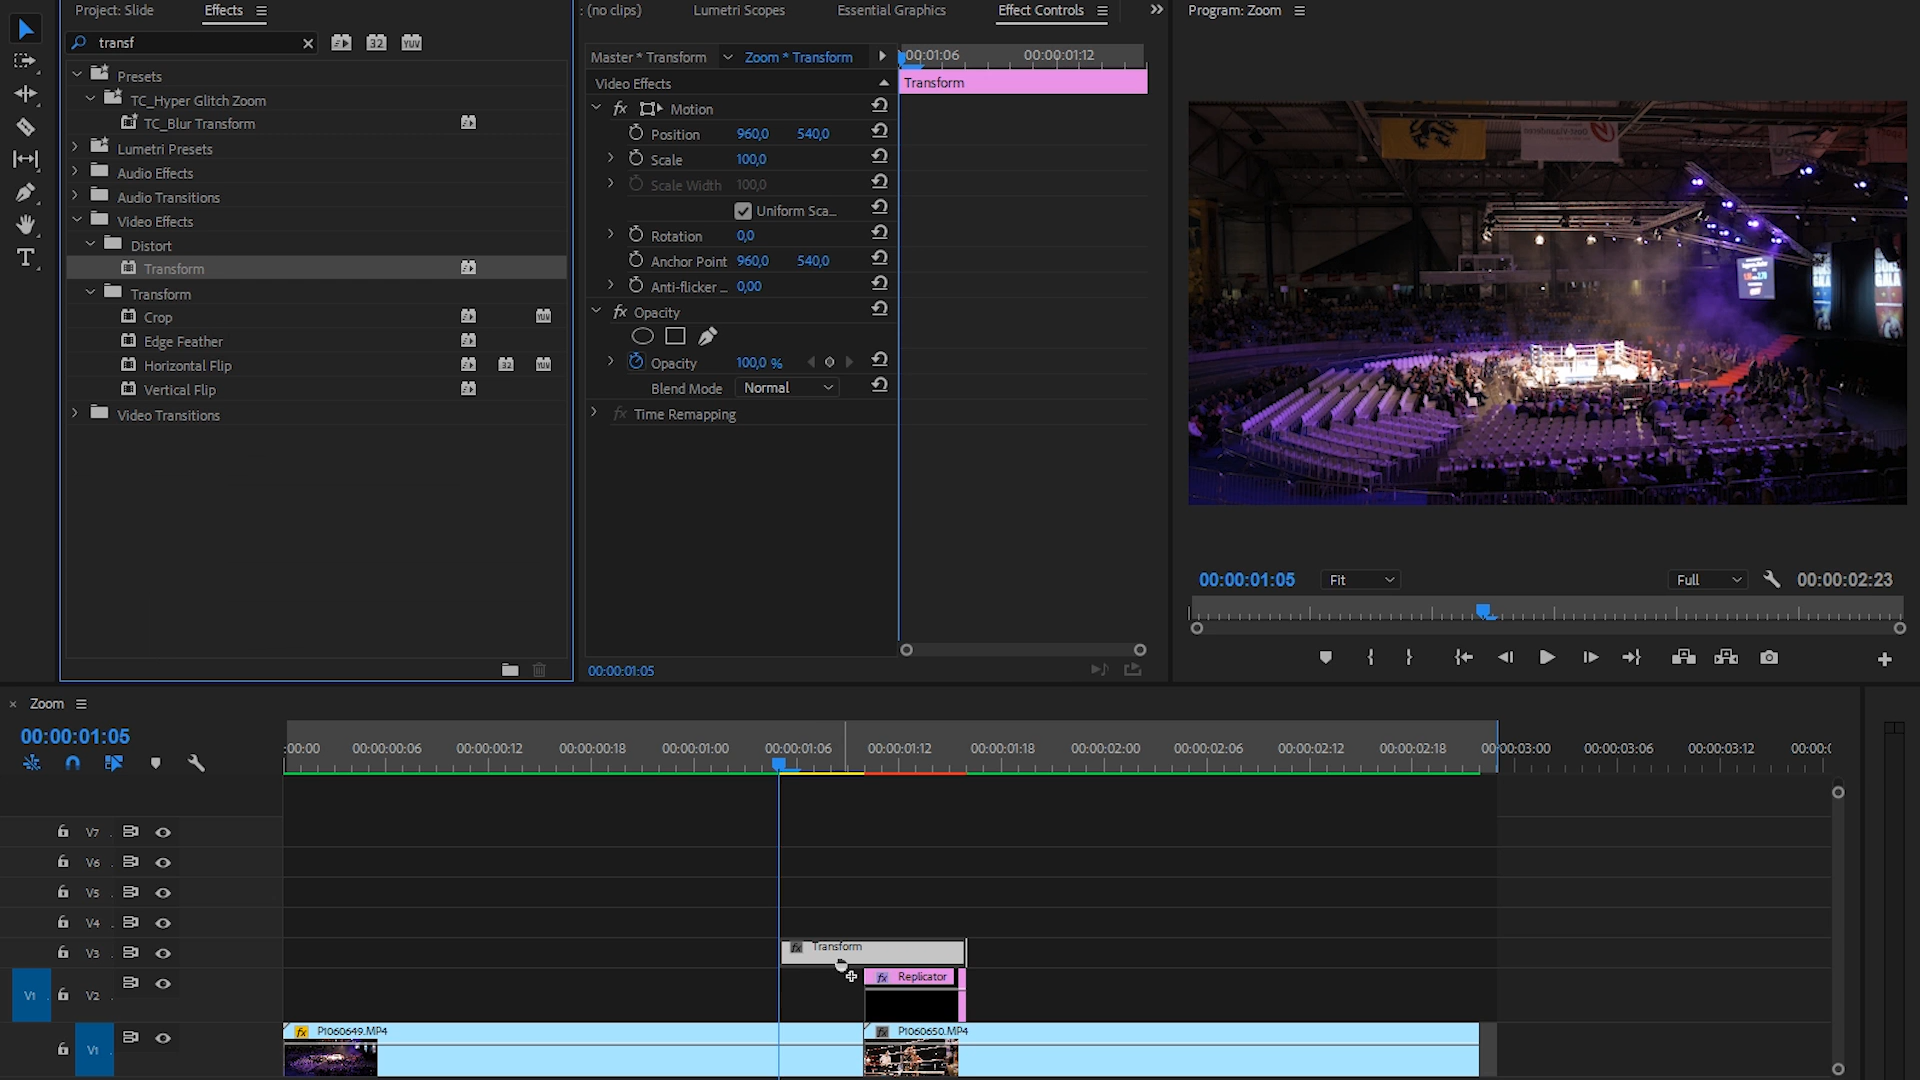 Project: Slide
Effects
: (no clips)
Lumetri Scopes
Essential Graphics
Effect Controls
Program: Zoom
transf
32
YUV
Presets
TC_Hyper Glitch Zoom
TC_Blur Transform
Lumetri Presets
Audio Effects
Audio Transitions
Video Effects
Distort
Transform
Transform
Crop
YUV
Edge Feather
Horizontal Flip
32
YUV
Vertical Flip
Video Transitions
Master * Transform
Zoom * Transform
00:01:06
00:00:01:12
Video Effects
Transform
fx Motion
Position 960,0 540,0
Scale 100,0
Scale Width 100,0
Uniform Sca...
Rotation 0,0
Anchor Point 960,0 540,0
Anti-flicker ... 0,00
fx Opacity
Opacity 100,0 %
Blend Mode Normal
fx Time Remapping
00:00:01:05
00:00:01:05
Fit
Full
00:00:02:23
× Zoom
00:00:01:05
:00:00
00:00:00:06
00:00:00:12
00:00:00:18
00:00:01:00
00:00:01:06
00:00:01:12
00:00:01:18
00:00:02:00
00:00:02:06
00:00:02:12
00:00:02:18
00:00:03:00
00:00:03:06
00:00:03:12
V7
V6
V5
V4
V3
fx Transform
V1
V2
fx Replicator
V1
fx P1060649.MP4
fx P1060650.MP4